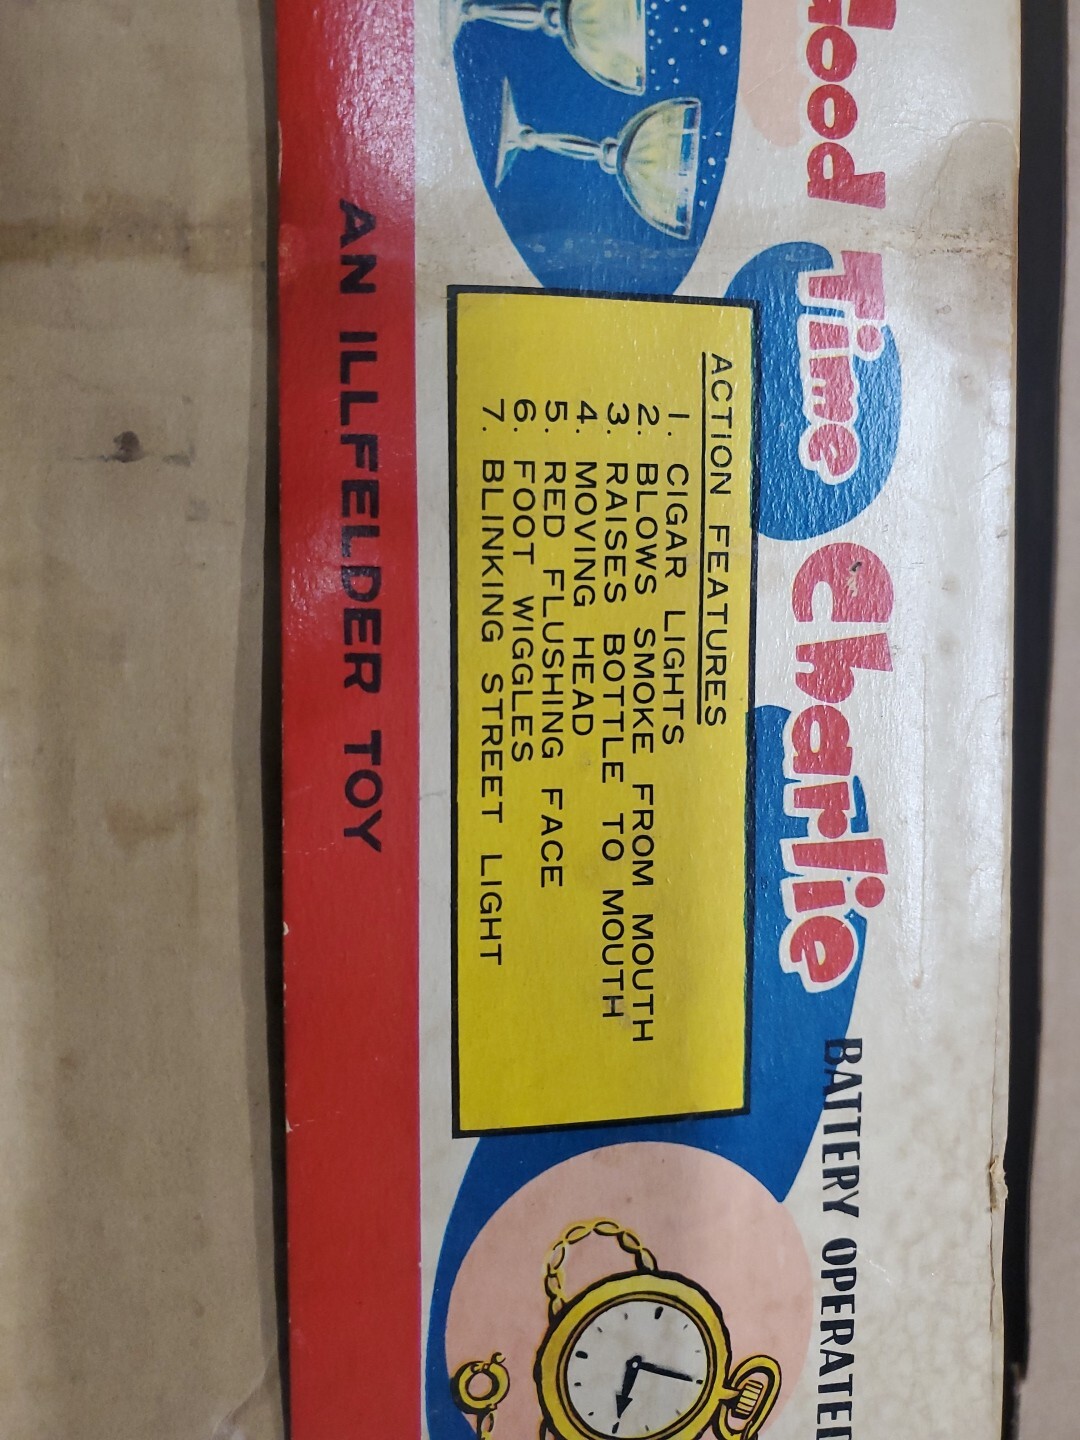 Good Time Charlie
BATTERY OPERATED
ACTION FEATURES
1. CIGAR LIGHTS
2. BLOWS SMOKE FROM MOUTH
3. RAISES BOTTLE TO MOUTH
4. MOVING HEAD
5. RED FLUSHING FACE
6. FOOT WIGGLES
7. BLINKING STREET LIGHT
AN ILLFELDER TOY